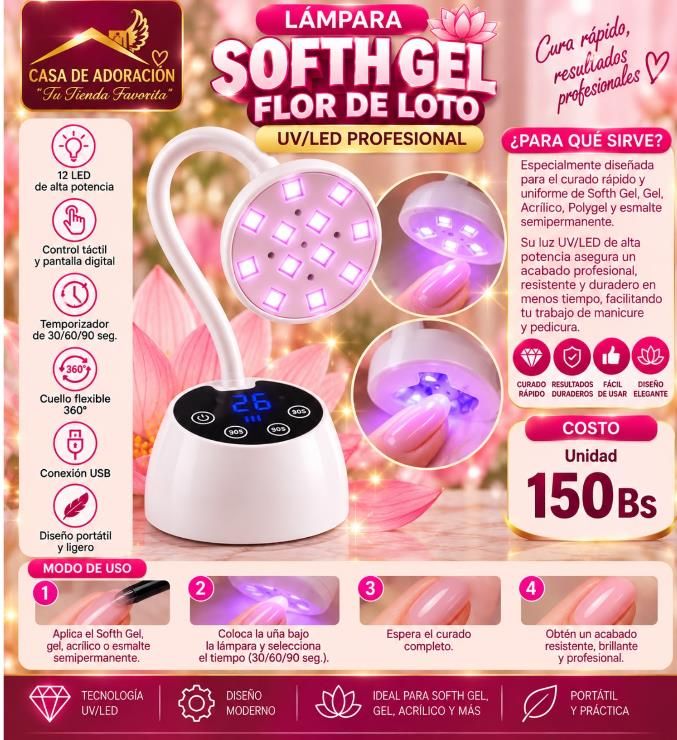 CASA DE ADORACIÓN
"Tu Tienda Favorita"
LÁMPARA
SOFTH GEL
FLOR DE LOTO
UV/LED PROFESIONAL
Cura rápido,
resultados
profesionales
12 LED
de alta potencia
Control táctil
y pantalla digital
Temporizador
de 30/60/90 seg.
360°
Cuello flexible
360°
Conexión USB
Diseño portátil
y ligero
26
90S
90S
90S
¿PARA QUÉ SIRVE?
Especialmente diseñada
para el curado rápido y
uniforme de Soft Gel, Gel,
Acrílico, Polygel y esmalte
semipermanente.
Su luz UV/LED de alta
potencia asegura un
acabado profesional,
resistente y duradero en
menos tiempo, facilitando
tu trabajo de manicure
y pedicura.
CURADO
RÁPIDO
RESULTADOS
DURADEROS
FÁCIL
DE USAR
DISEÑO
ELEGANTE
COSTO
Unidad
150 Bs
MODO DE USO
1
Aplica el Soft Gel,
gel, acrílico o esmalte
semipermanente.
2
Coloca la uña bajo
la lámpara y selecciona
el tiempo (30/60/90 seg.).
3
Espera el curado
completo.
4
Obtén un acabado
resistente, brillante
y profesional.
TECNOLOGÍA
UV/LED
DISEÑO
MODERNO
IDEAL PARA SOFTH GEL,
GEL, ACRÍLICO Y MÁS
PORTÁTIL
Y PRÁCTICA